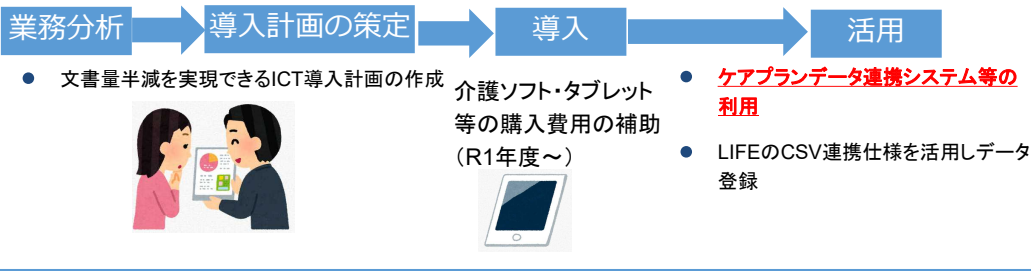 業務分析
導入計画の策定
導入
活用
● 文書量半減を実現できるICT導入計画の作成
介護ソフト・タブレット
等の購入費用の補助
（R1年度～）
● ケアプランデータ連携システム等の
利用
● LIFEのCSV連携仕様を活用しデータ
登録